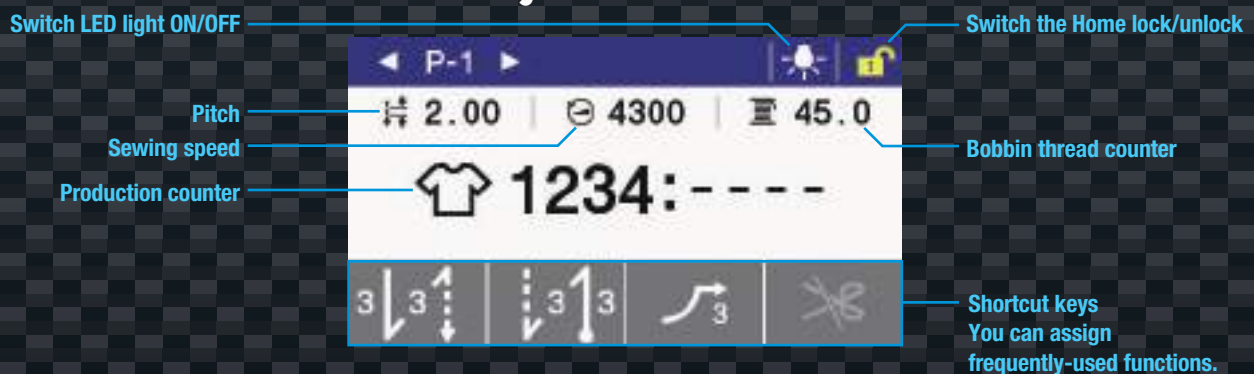 Switch LED light ON/OFF
Switch the Home lock/unlock
P-1
Pitch
2.00
4300
45.0
Sewing speed
Bobbin thread counter
Production counter
1234:----
3 3
3 3
3
Shortcut keys
You can assign
frequently-used functions.